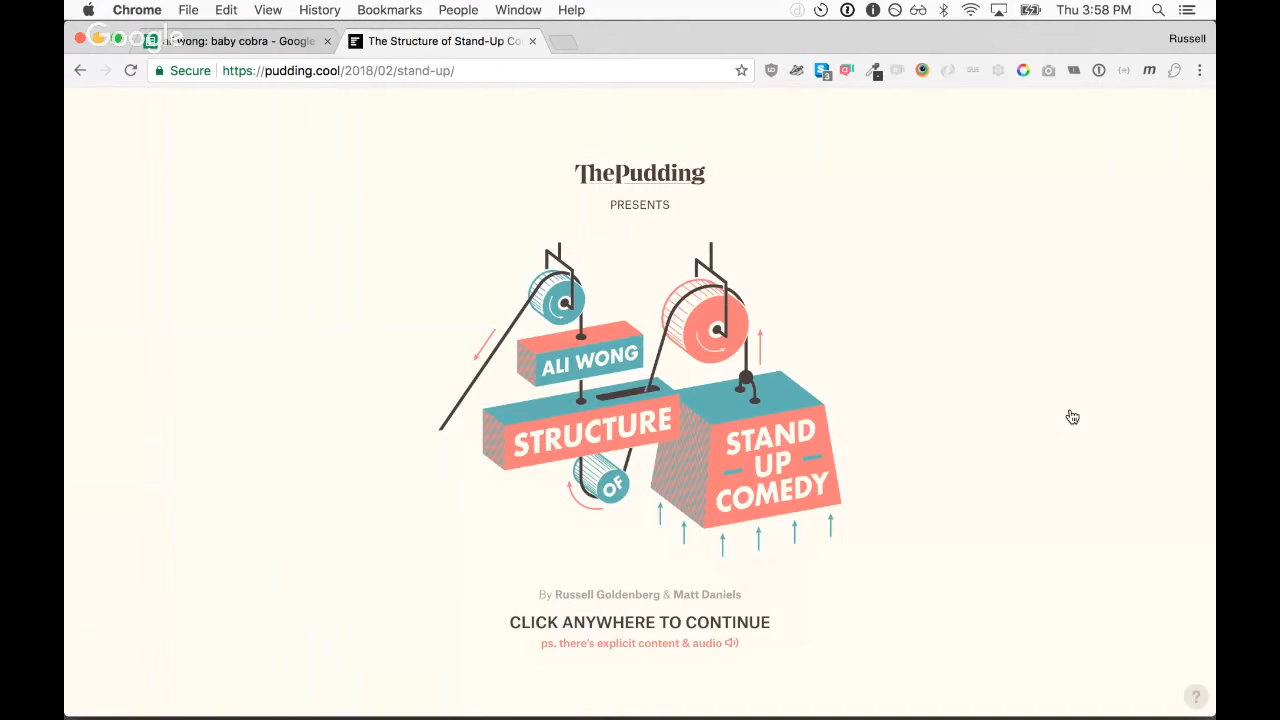 Chrome File Edit View History Bookmarks People Window Help Thu 3:58 PM
Google
wong: baby cobra - Google
The Structure of Stand-Up Co
Russell
Secure https://pudding.cool/2018/02/stand-up/
3
ThePudding
PRESENTS
ALI WONG
STRUCTURE
OF
STAND
UP
COMEDY
By Russell Goldenberg & Matt Daniels
CLICK ANYWHERE TO CONTINUE
ps. there's explicit content & audio
?